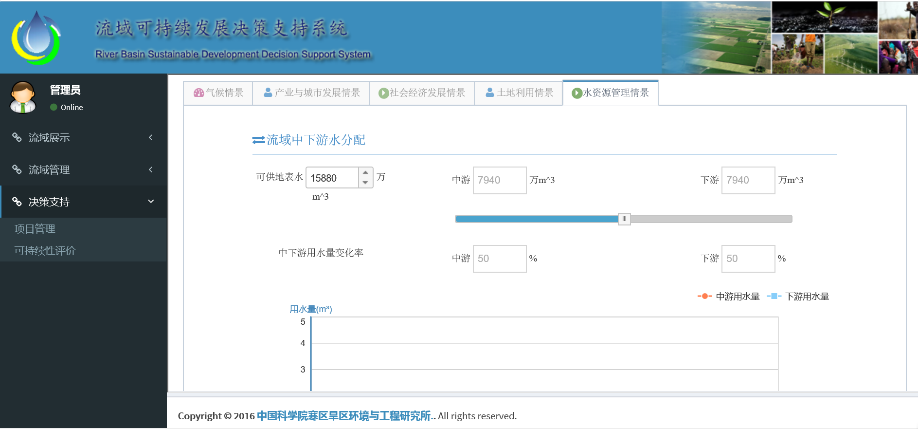 流域可持续发展决策支持系统
River Basin Sustainable Development Decision Support System
管理员
Online
流域展示
流域管理
决策支持
项目管理
可持续性评价
气候情景 产业与城市发展情景 社会经济发展情景 土地利用情景 水资源管理情景
流域中下游水分配
可供地表水 15880 万 中游 7940 万m^3 下游 7940 万m^3
m^3
中下游用水量变化率 中游 50 % 下游 50 %
中游用水量 下游用水量
用水量(m³)
5
4
3
Copyright © 2016 中国科学院寒区旱区环境与工程研究所.. All rights reserved.